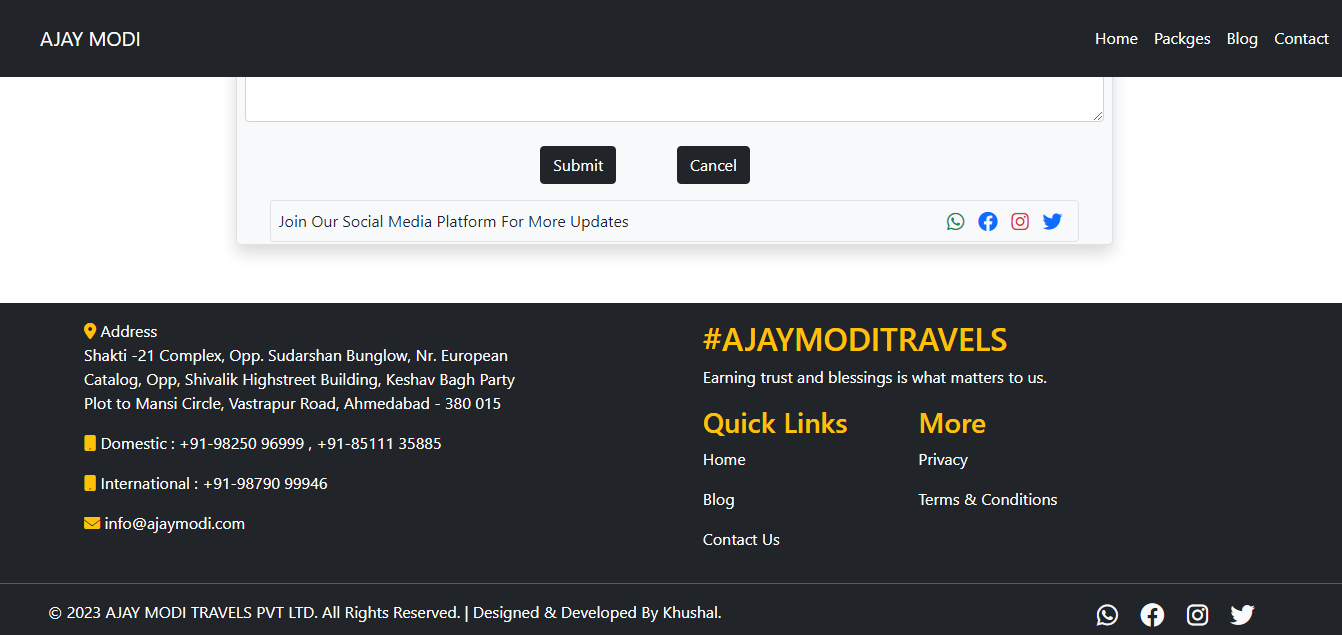 AJAY MODI
Home Packges Blog Contact
Submit Cancel
Join Our Social Media Platform For More Updates
Address
Shakti -21 Complex, Opp. Sudarshan Bunglow, Nr. European
Catalog, Opp, Shivalik Highstreet Building, Keshav Bagh Party
Plot to Mansi Circle, Vastrapur Road, Ahmedabad - 380 015
Domestic : +91-98250 96999 , +91-85111 35885
International : +91-98790 99946
info@ajaymodi.com
#AJAYMODITRAVELS
Earning trust and blessings is what matters to us.
Quick Links
Home
Blog
Contact Us
More
Privacy
Terms & Conditions
© 2023 AJAY MODI TRAVELS PVT LTD. All Rights Reserved. | Designed & Developed By Khushal.